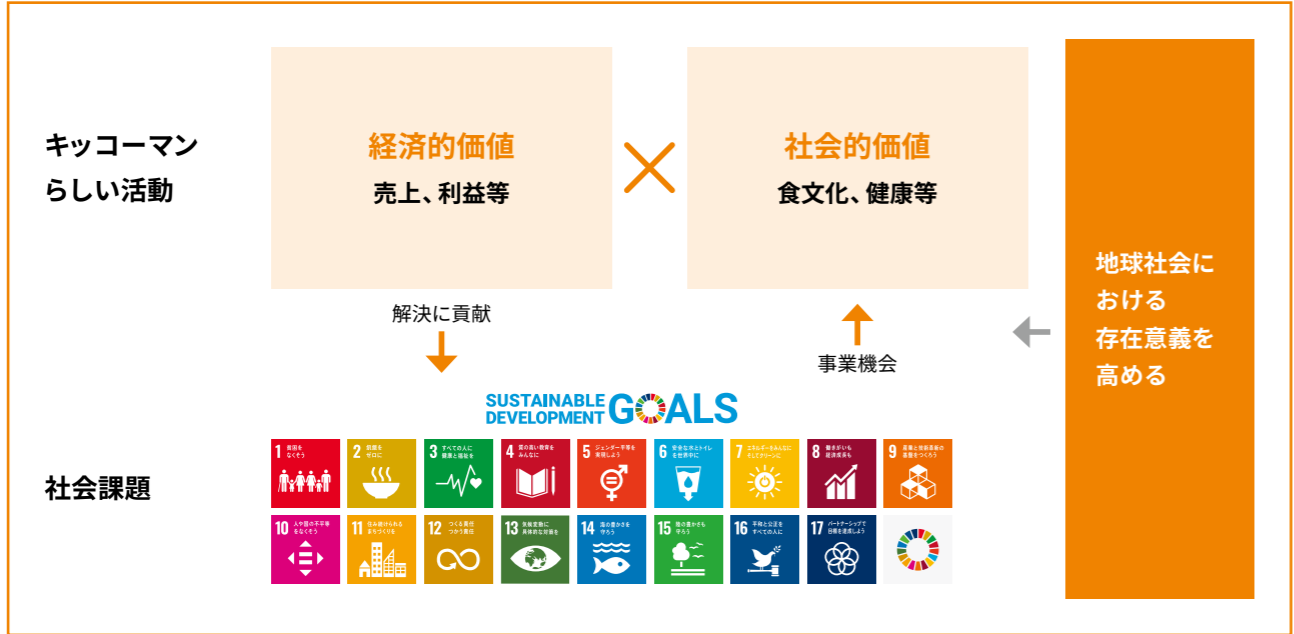 キッコーマン
らしい活動
経済的価値
売上、利益等
×
社会的価値
食文化、健康等
地球社会に
おける
存在意義を
高める
解決に貢献
事業機会
SUSTAINABLE
DEVELOPMENT
GOALS
社会課題
1 貧困を
なくそう
2 飢餓を
ゼロに
3 すべての人に
健康と福祉を
4 質の高い教育を
みんなに
5 ジェンダー平等を
実現しよう
6 安全な水とトイレ
を世界中に
7 エネルギーをみんなに
そしてクリーンに
8 働きがいも
経済成長も
9 産業と技術革新の
基盤をつくろう
10 人や国の不平等
をなくそう
11 住み続けられる
まちづくりを
12 つくる責任
つかう責任
13 気候変動に
具体的な対策を
14 海の豊かさを
守ろう
15 陸の豊かさも
守ろう
16 平和と公正を
すべての人に
17 パートナーシップで
目標を達成しよう